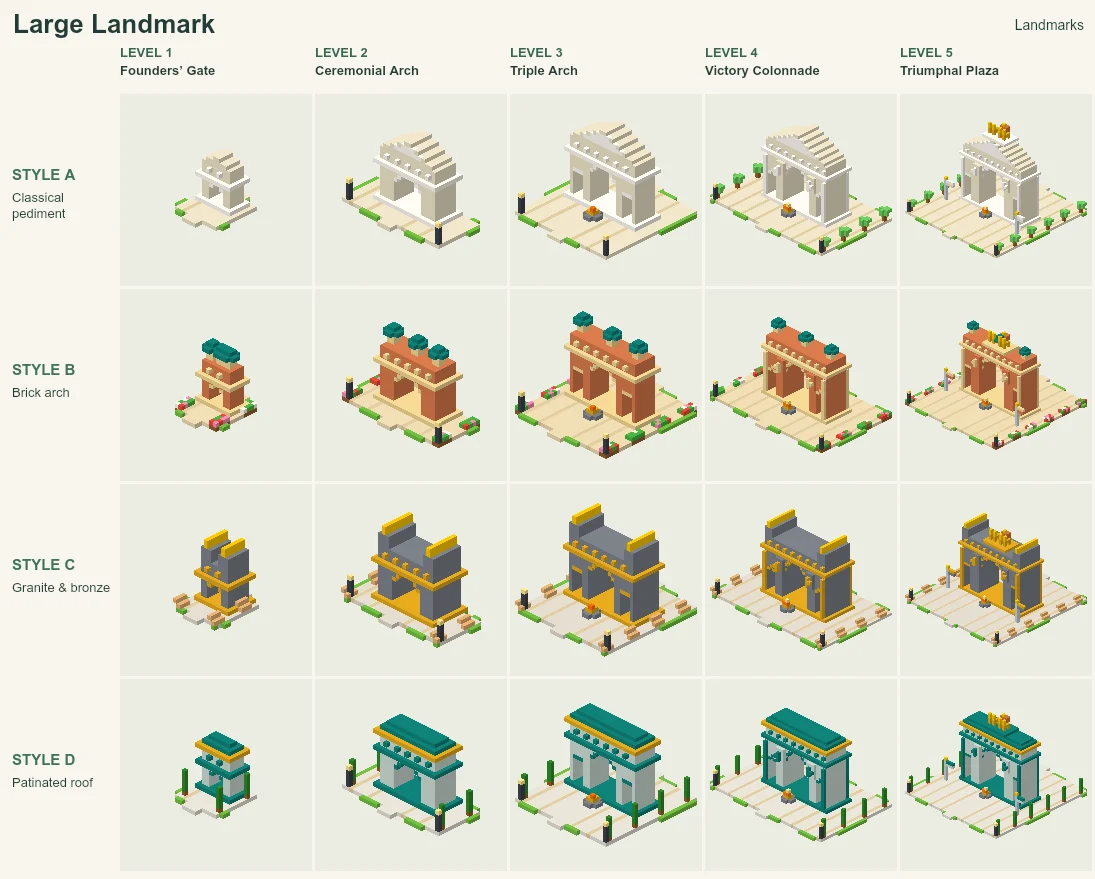 Large Landmark
Landmarks
LEVEL 1
Founders’ Gate
LEVEL 2
Ceremonial Arch
LEVEL 3
Triple Arch
LEVEL 4
Victory Colonnade
LEVEL 5
Triumphal Plaza
STYLE A
Classical
pediment
STYLE B
Brick arch
STYLE C
Granite & bronze
STYLE D
Patinated roof